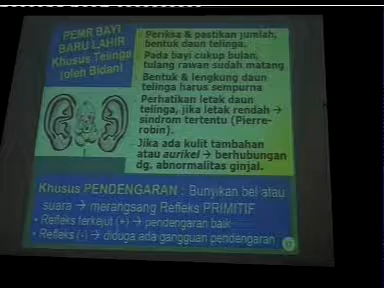 PEMR BAYI
BARU LAHIR
Khusus Telinga
(oleh Bidan)
Periksa & pastikan jumlah,
bentuk daun telinga.
Pada bayi cukup bulan,
tulang rawan sudah matang
Bentuk & lengkung daun
telinga harus sempurna
Perhatikan letak daun
telinga, jika letak rendah →
sindrom tertentu (Pierre-
robin).
Jika ada kulit tambahan
atau aurikel → berhubungan
dg. abnormalitas ginjal.
Khusus PENDENGARAN : Bunyikan bel atau
suara → merangsang Refleks PRIMITIF
• Refleks terkejut (+) → pendengaran baik
• Refleks (-) → diduga ada gangguan pendengaran